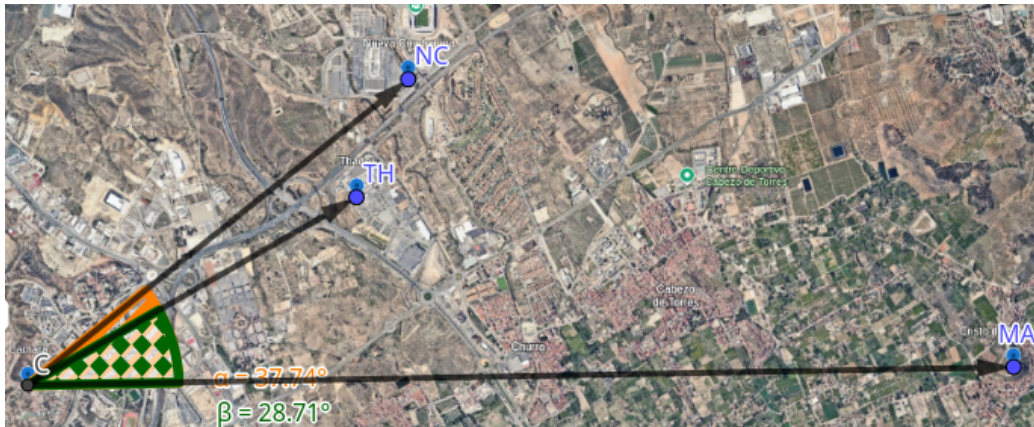 NC
TH
Centro Deportivo
Cabezo de Torres
Cabezo
de Torres
Churra
MA
C
α = 37.74°
β = 28.71°